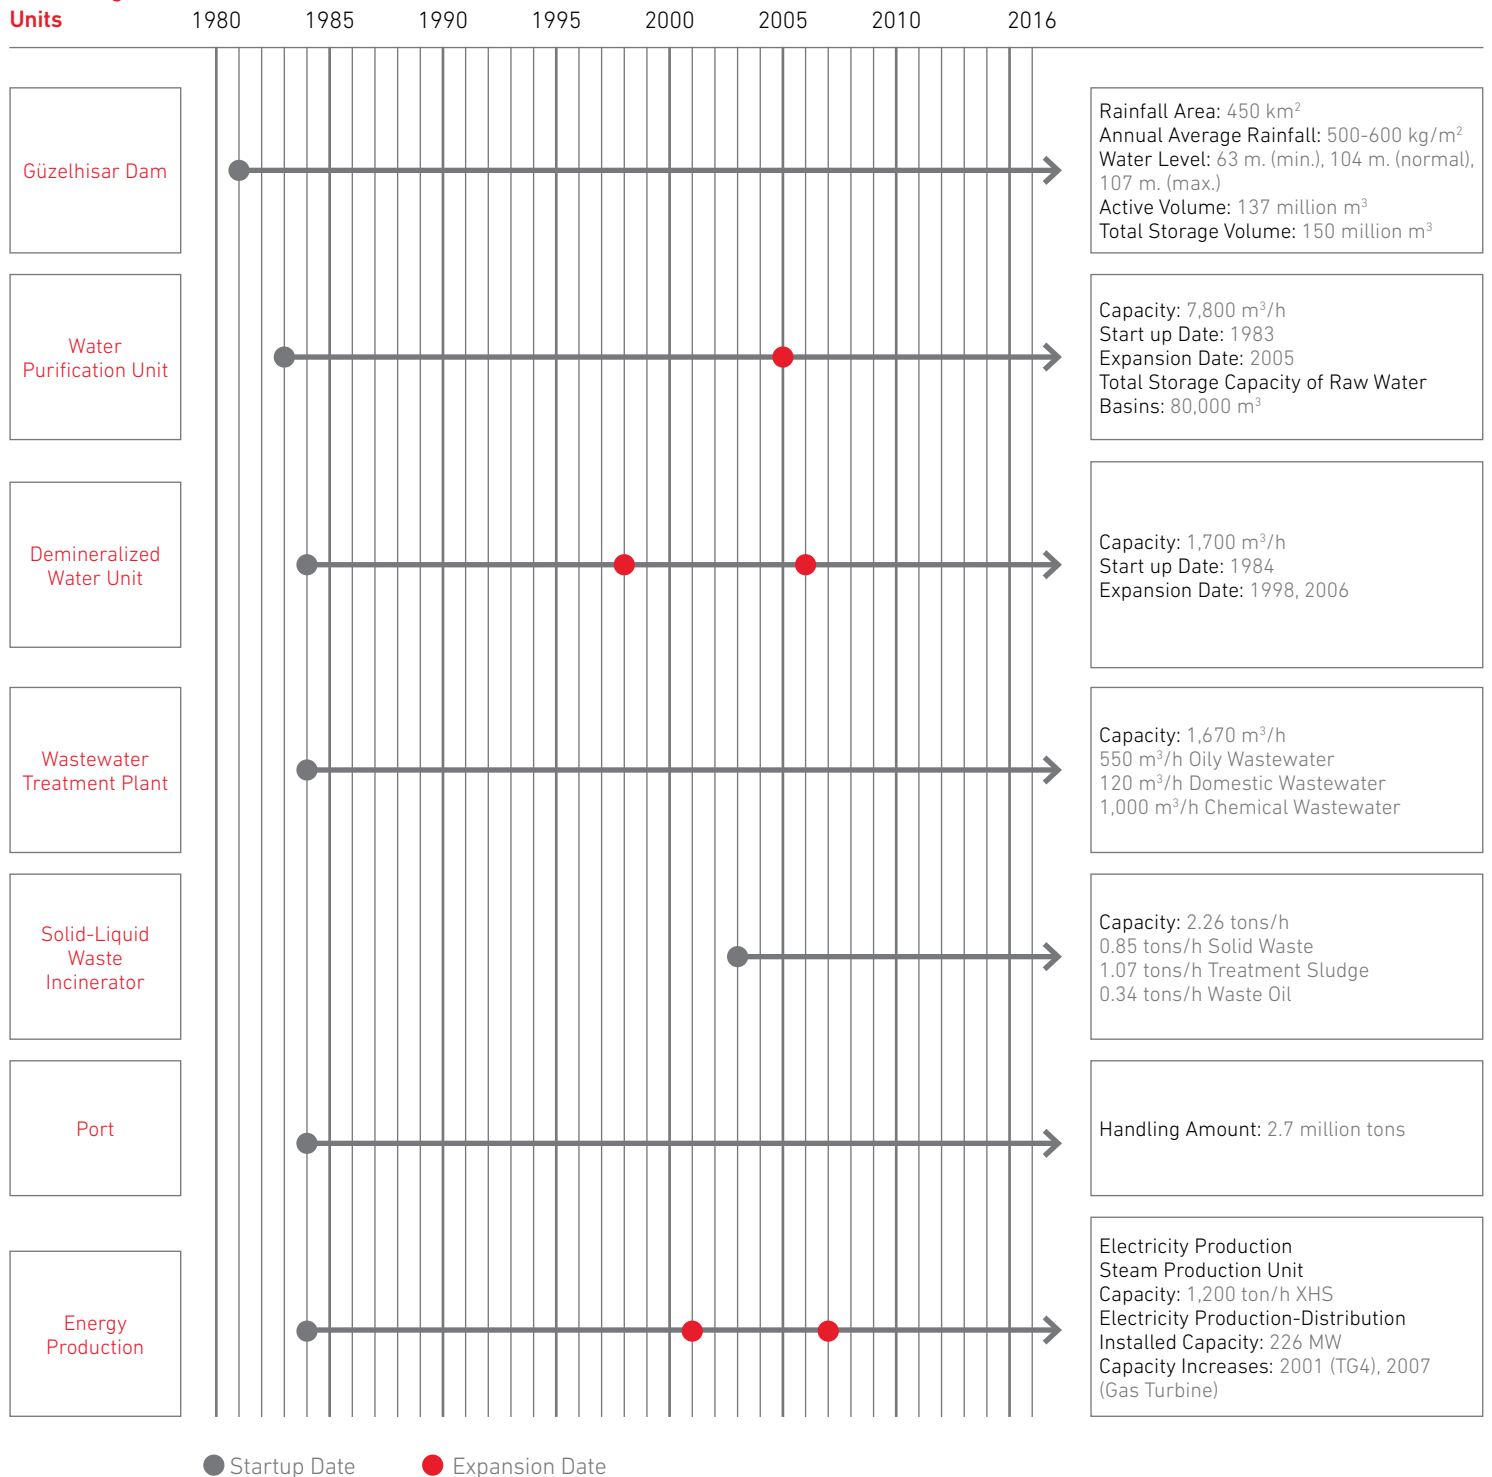 Units
1980 1985 1990 1995 2000 2005 2010 2016
Güzelhisar Dam
Rainfall Area: 450 km²
Annual Average Rainfall: 500-600 kg/m²
Water Level: 63 m. (min.), 104 m. (normal),
107 m. (max.)
Active Volume: 137 million m³
Total Storage Volume: 150 million m³
Water
Purification Unit
Capacity: 7,800 m³/h
Start up Date: 1983
Expansion Date: 2005
Total Storage Capacity of Raw Water
Basins: 80,000 m³
Demineralized
Water Unit
Capacity: 1,700 m³/h
Start up Date: 1984
Expansion Date: 1998, 2006
Wastewater
Treatment Plant
Capacity: 1,670 m³/h
550 m³/h Oily Wastewater
120 m³/h Domestic Wastewater
1,000 m³/h Chemical Wastewater
Solid-Liquid
Waste
Incinerator
Capacity: 2.26 tons/h
0.85 tons/h Solid Waste
1.07 tons/h Treatment Sludge
0.34 tons/h Waste Oil
Port
Handling Amount: 2.7 million tons
Energy
Production
Electricity Production
Steam Production Unit
Capacity: 1,200 ton/h XHS
Electricity Production-Distribution
Installed Capacity: 226 MW
Capacity Increases: 2001 (TG4), 2007
(Gas Turbine)
Startup Date
Expansion Date